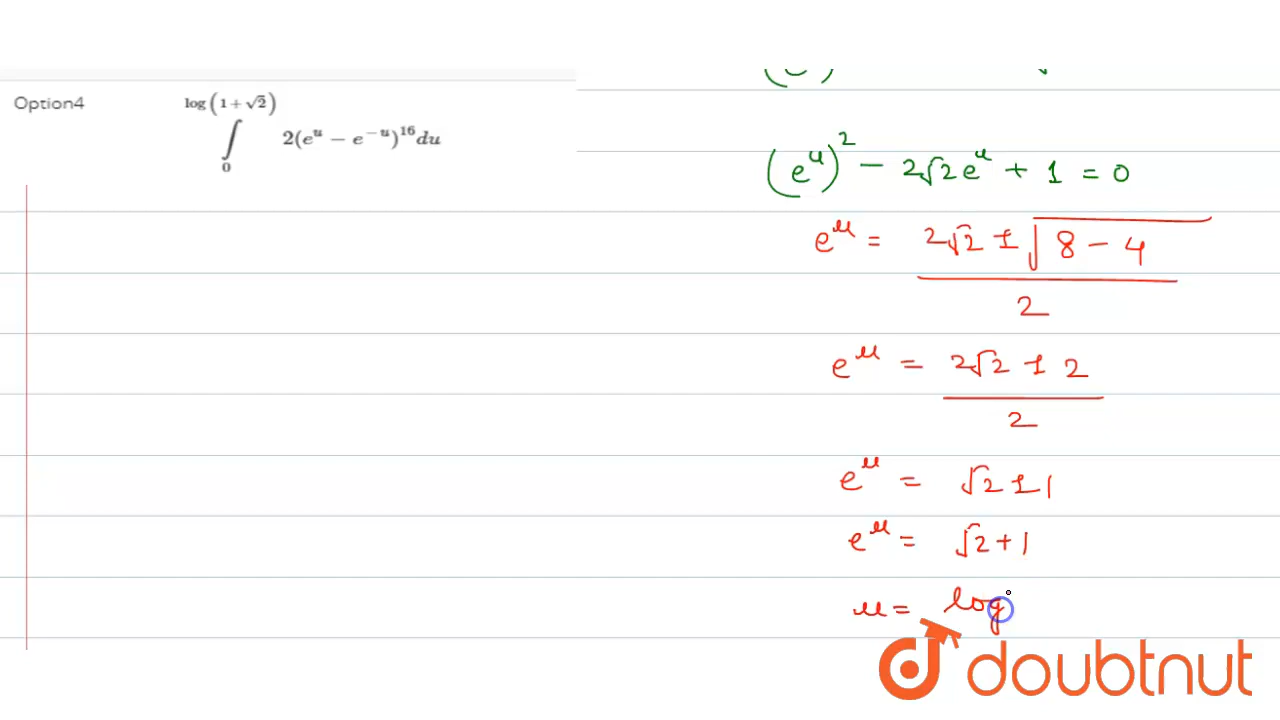 Option4
log(1+√2)
∫ 2(e^u − e^−u)^16 du
0
(e^u)^2 − 2√2e^u + 1 = 0
e^u = 2√2 ± √8 − 4
2
e^u = 2√2 ± 2
2
e^u = √2 ± 1
e^u = √2 + 1
u = log
doubtnut